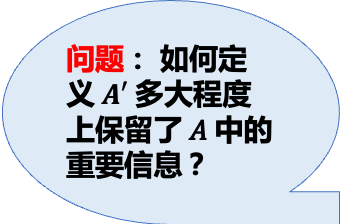 问题： 如何定
义 A′ 多大程度
上保留了 A 中的
重要信息？